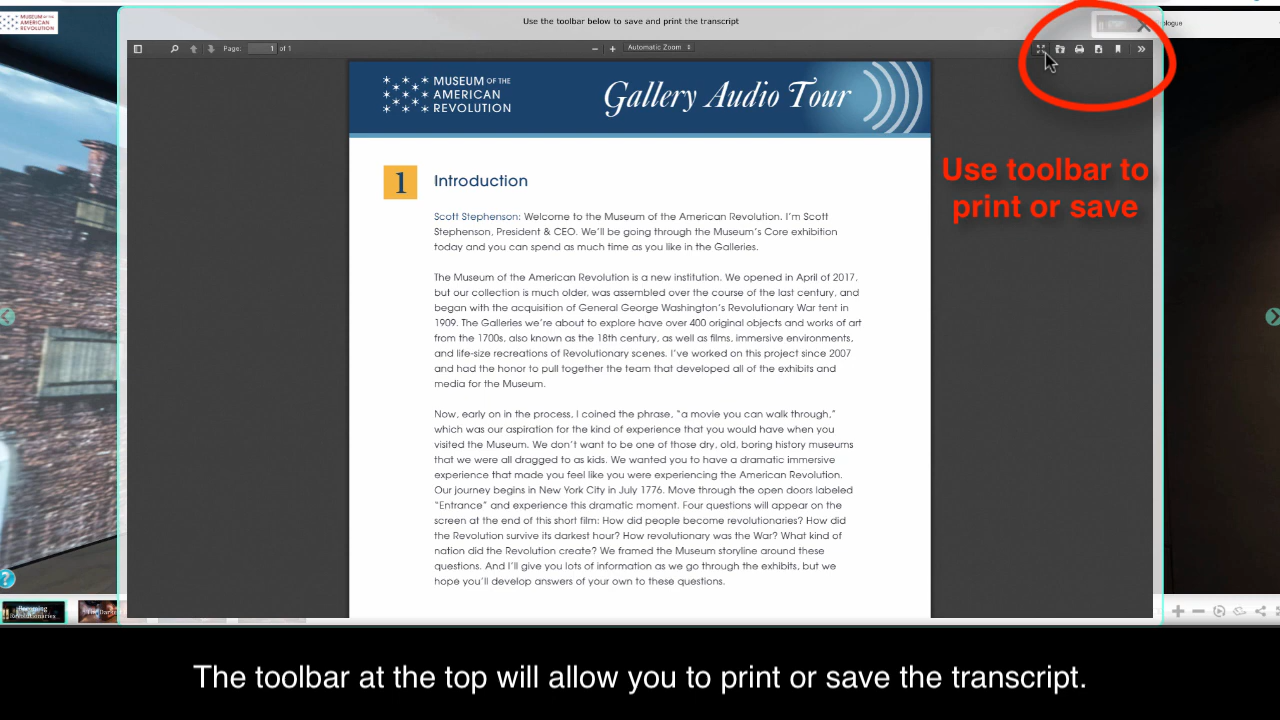 Use the toolbar below to save and print the transcript
MUSEUM OF THE
AMERICAN
REVOLUTION
Page: 1 of 1
Automatic Zoom
MUSEUM OF THE
AMERICAN
REVOLUTION
Gallery Audio Tour
Use toolbar to
print or save
1 Introduction
Scott Stephenson: Welcome to the Museum of the American Revolution. I'm Scott
Stephenson, President & CEO. We'll be going through the Museum's Core exhibition
today and you can spend as much time as you like in the Galleries.
The Museum of the American Revolution is a new institution. We opened in April of 2017,
but our collection is much older, was assembled over the course of the last century, and
began with the acquisition of General George Washington's Revolutionary War tent in
1909. The Galleries we're about to explore have over 400 original objects and works of art
from the 1700s, also known as the 18th century, as well as films, immersive environments,
and life-size recreations of Revolutionary scenes. I've worked on this project since 2007
and had the honor to pull together the team that developed all of the exhibits and
media for the Museum.
Now, early on in the process, I coined the phrase, "a movie you can walk through,"
which was our aspiration for the kind of experience that you would have when you
visited the Museum. We don't want to be one of those dry, old, boring history museums
that we were all dragged to as kids. We wanted you to have a dramatic immersive
experience that made you feel like you were experiencing the American Revolution.
Our journey begins in New York City in July 1776. Move through the open doors labeled
"Entrance" and experience this dramatic moment. Four questions will appear on the
screen at the end of this short film: How did people become revolutionaries? How did
the Revolution survive its darkest hour? How revolutionary was the War? What kind of
nation did the Revolution create? We framed the Museum storyline around these
questions. And I'll give you lots of information as we go through the exhibits, but we
hope you'll develop answers of your own to these questions.
Becoming
Revolutionaries
The toolbar at the top will allow you to print or save the transcript.